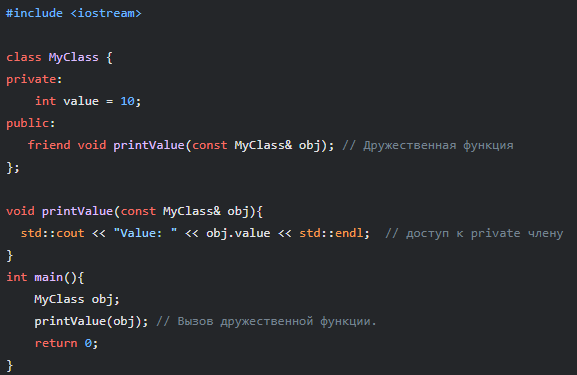 #include <iostream>

class MyClass {
private:
    int value = 10;
public:
   friend void printValue(const MyClass& obj); // Дружественная функция
};

void printValue(const MyClass& obj){
  std::cout << "Value: " << obj.value << std::endl;  // доступ к private члену
}
int main(){
    MyClass obj;
    printValue(obj); // Вызов дружественной функции.
    return 0;
}